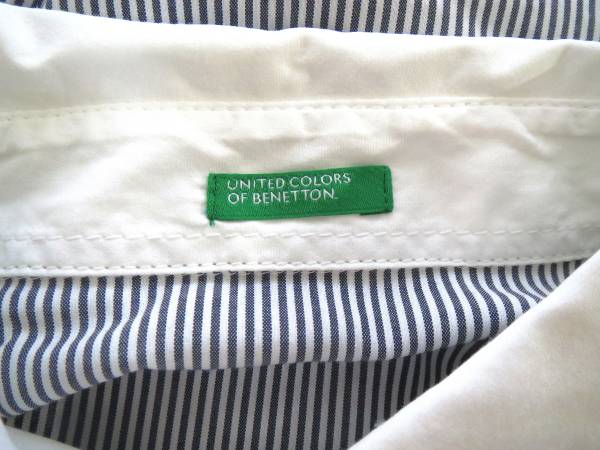 UNITED COLORS
OF BENETTON.